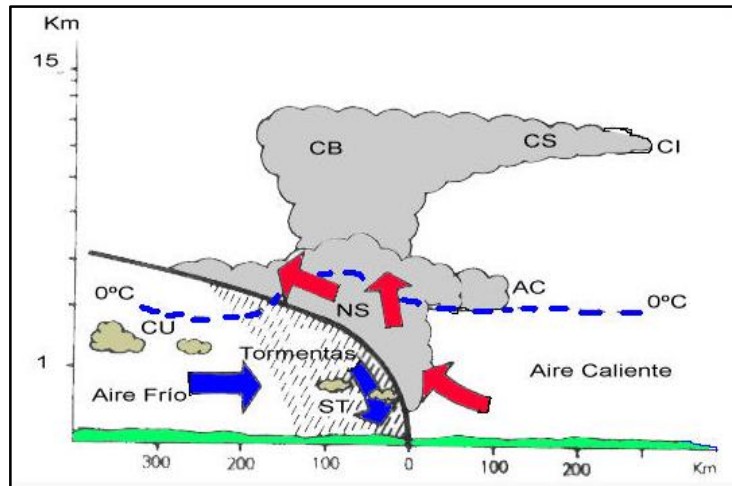 Km
15
CB
CS
CI
0ºC
NS
AC
0ºC
CU
1
Tormentas
Aire Caliente
Aire Frío
ST
300
200
100
0
100
200
Km